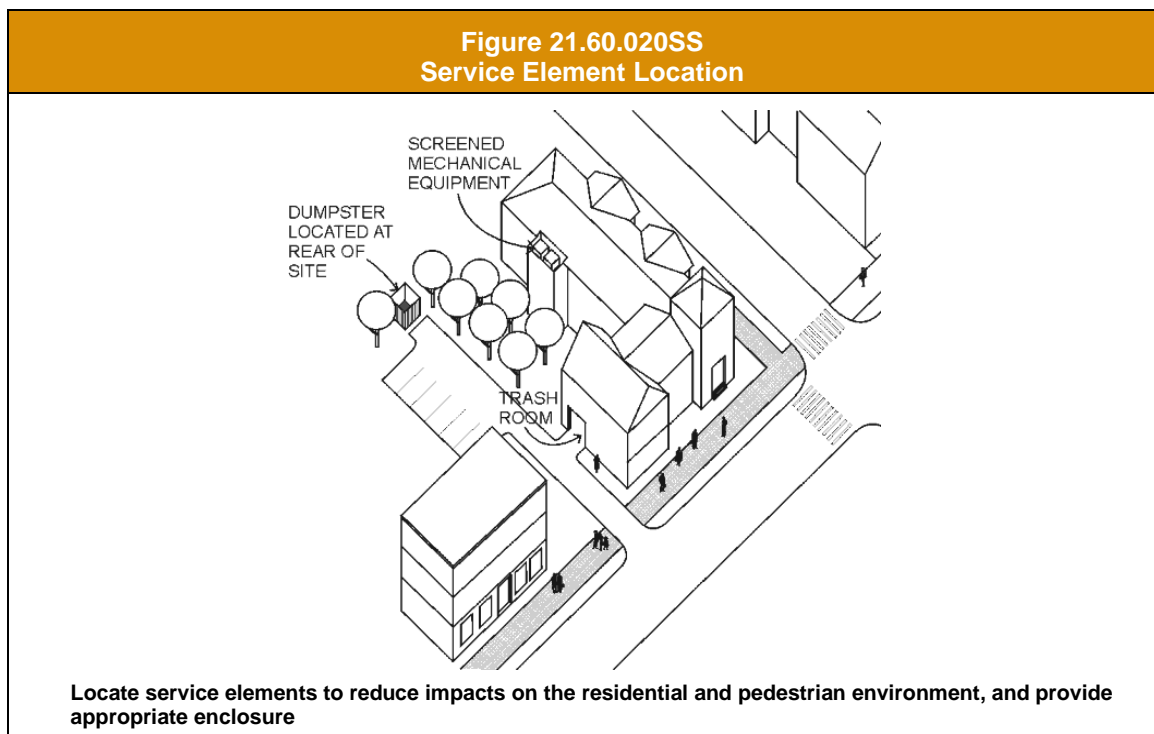 Figure 21.60.020SS
Service Element Location
SCREENED
MECHANICAL
EQUIPMENT
DUMPSTER
LOCATED AT
REAR OF
SITE
TRASH
ROOM
Locate service elements to reduce impacts on the residential and pedestrian environment, and provide
appropriate enclosure